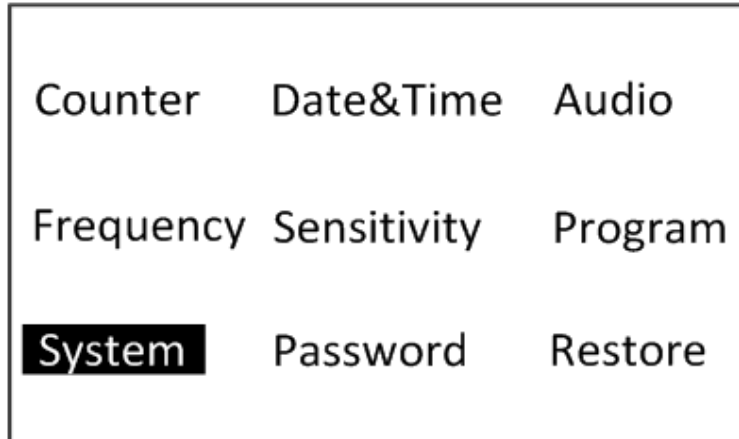 Counter Date&Time Audio
Frequency Sensitivity Program
System Password Restore